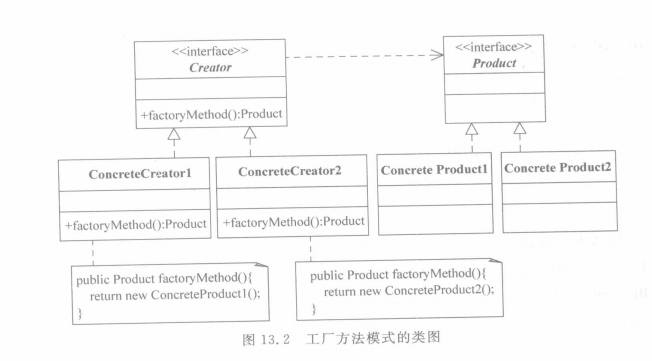 <<interface>>
Creator
+factoryMethod():Product
<<interface>>
Product
ConcreteCreator1
+factoryMethod():Product
ConcreteCreator2
+factoryMethod():Product
Concrete Product1
Concrete Product2
public Product factoryMethod(){
return new ConcreteProduct1();
}
public Product factoryMethod(){
return new ConcreteProduct2();
}
图 13.2 工厂方法模式的类图